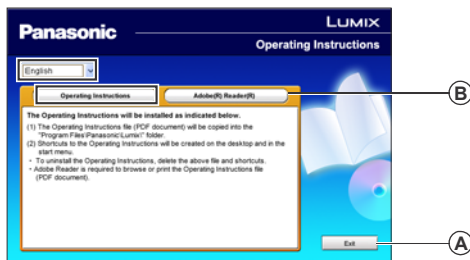 Panasonic
LUMIX
Operating Instructions
English
Operating Instructions
Adobe(R) Reader(R)
B
The Operating Instructions will be installed as indicated below.
(1) The Operating Instructions file (PDF document) will be copied into the
"Program Files\Panasonic\Lumix\" folder.
(2) Shortcuts to the Operating Instructions will be created on the desktop and in the
start menu.
• To uninstall the Operating Instructions, delete the above file and shortcuts.
• Adobe Reader is required to browse or print the Operating Instructions file
(PDF document).
Exit
A